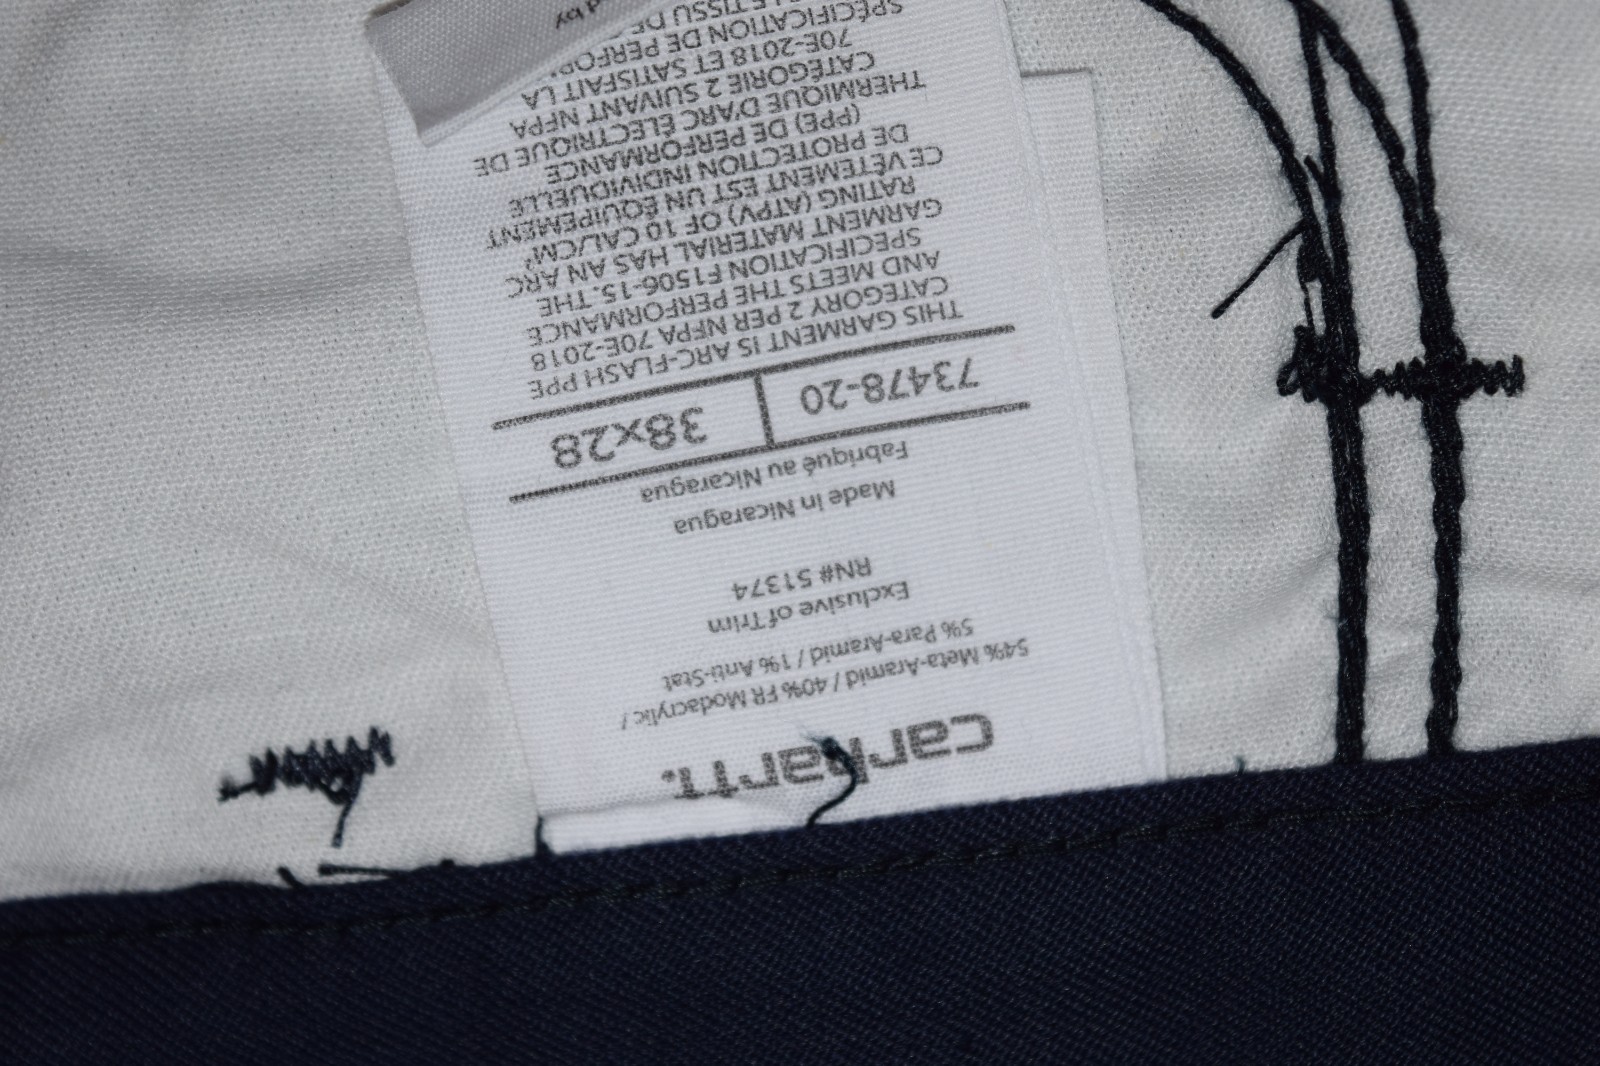 carhartt.
54% Meta-Aramid / 40% FR Modacrylic /
5% Para-Aramid / 1% Anti-Stat
Exclusive of Trim
RN# 51374
Made in Nicaragua
Fabriqué au Nicaragua
73478-20 38x28
THIS GARMENT IS ARC-FLASH PPE
CATEGORY 2 PER NFPA 70E-2018
AND MEETS THE PERFORMANCE
SPECIFICATION F1506-15. THE
GARMENT MATERIAL HAS AN ARC
RATING (ATPV) OF 10 CAL/CM²
CE VÊTEMENT EST UN ÉQUIPEMENT
DE PROTECTION INDIVIDUELLE
(PPE) DE PERFORMANCE
THERMIQUE D'ARC ÉLECTRIQUE DE
CATÉGORIE 2 SUIVANT NFPA
70E-2018 ET SATISFAIT LA
SPÉCIFICATION DE
LE TISSU DE
by